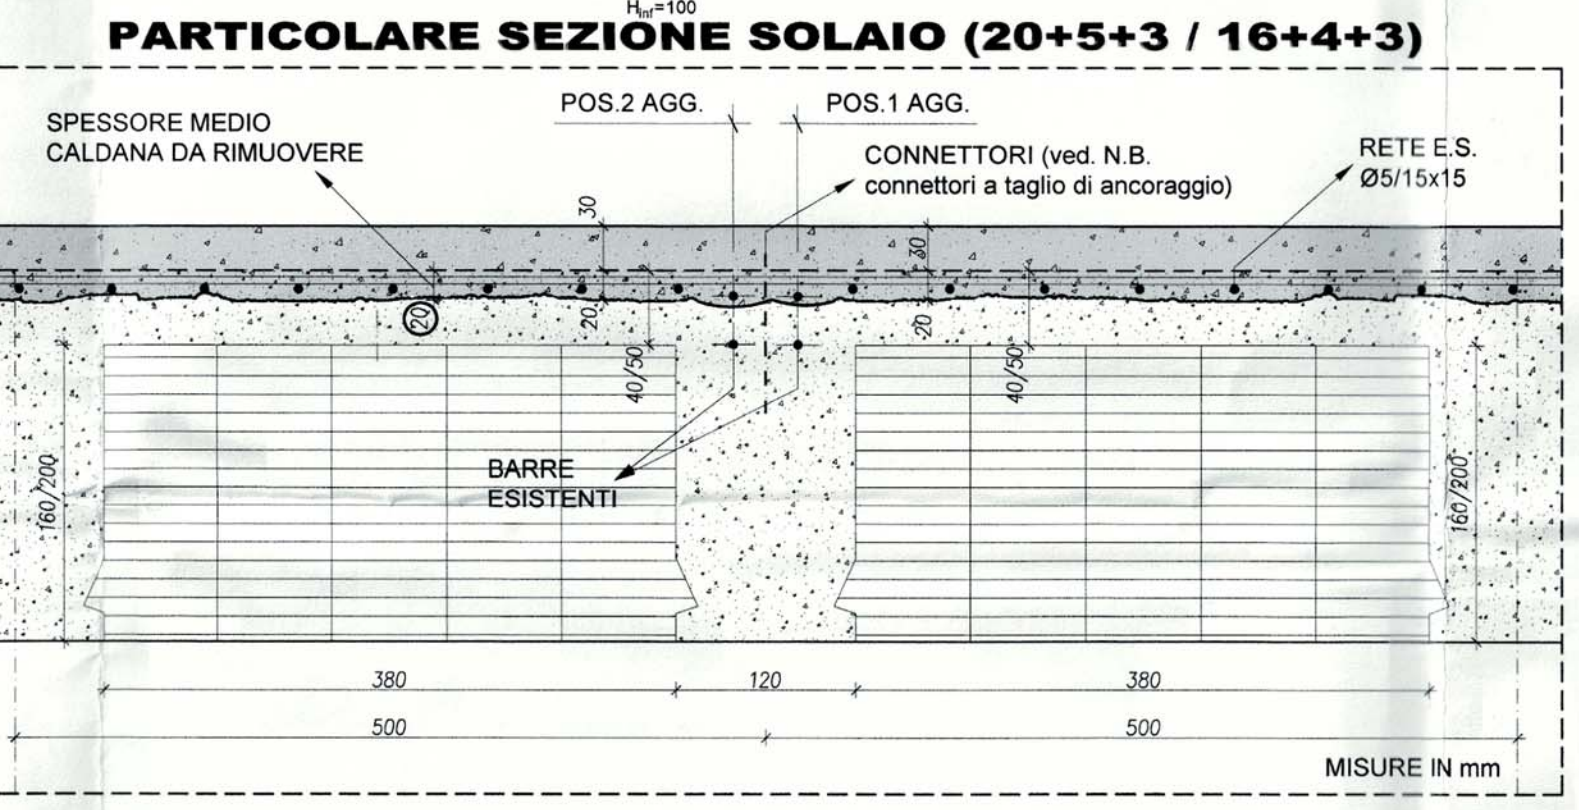 Hinf=100
PARTICOLARE SEZIONE SOLAIO (20+5+3 / 16+4+3)
POS.2 AGG.
POS.1 AGG.
SPESSORE MEDIO
CALDANA DA RIMUOVERE
CONNETTORI (ved. N.B.
connettori a taglio di ancoraggio)
RETE E.S.
Ø5/15x15
30
30
20
20
20
40/50
40/50
BARRE
ESISTENTI
160/200
160/200
380
120
380
500
500
MISURE IN mm